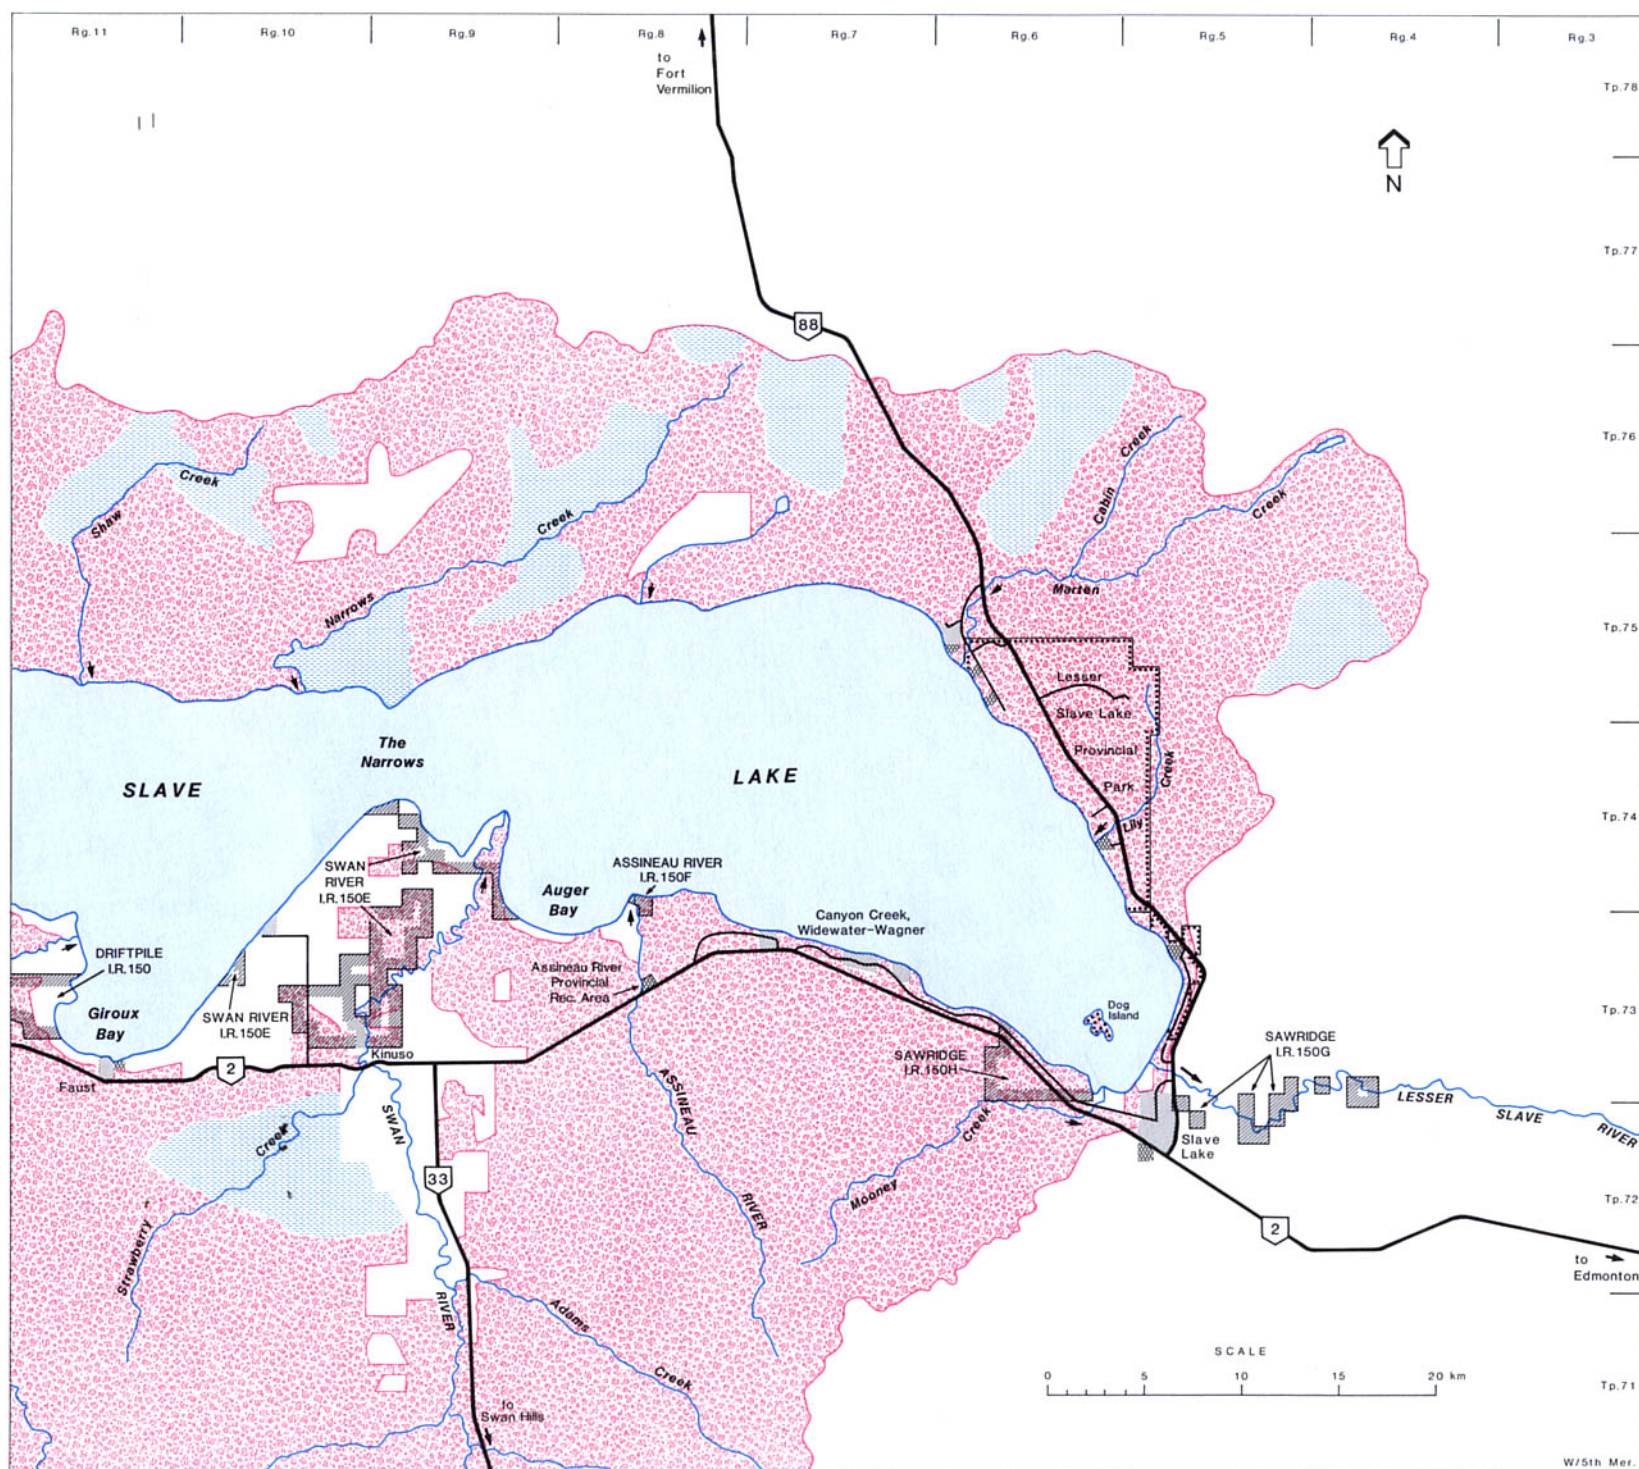 Rg.11
Rg.10
Rg.9
Rg.8
Rg.7
Rg.6
Rg.5
Rg.4
Rg.3
to
Fort
Vermilion
Tp.78
N
Tp.77
88
Tp.76
Shaw
Creek
Narrows
Creek
Cabin
Creek
Marten
Creek
Tp.75
Lesser
Slave Lake
Provincial
Park
Lily
Creek
The
Narrows
SLAVE
LAKE
Tp.74
SWAN
RIVER
I.R.150E
ASSINEAU RIVER
I.R.150F
Auger
Bay
Canyon Creek,
Widewater-Wagner
DRIFTPILE
I.R.150
Assineau River
Provincial
Rec. Area
Giroux
Bay
SWAN RIVER
I.R.150E
Dog
Island
Tp.73
SAWRIDGE
I.R.150G
SAWRIDGE
I.R.150H
Kinuso
2
Faust
LESSER
SLAVE
RIVER
ASSINEAU
RIVER
SWAN
RIVER
Creek
Strawberry
Mooney
Creek
Slave
Lake
33
Tp.72
2
to
Edmonton
Adams
Creek
SCALE
0
5
10
15
20 km
Tp.71
to
Swan Hills
W/5th Mer.